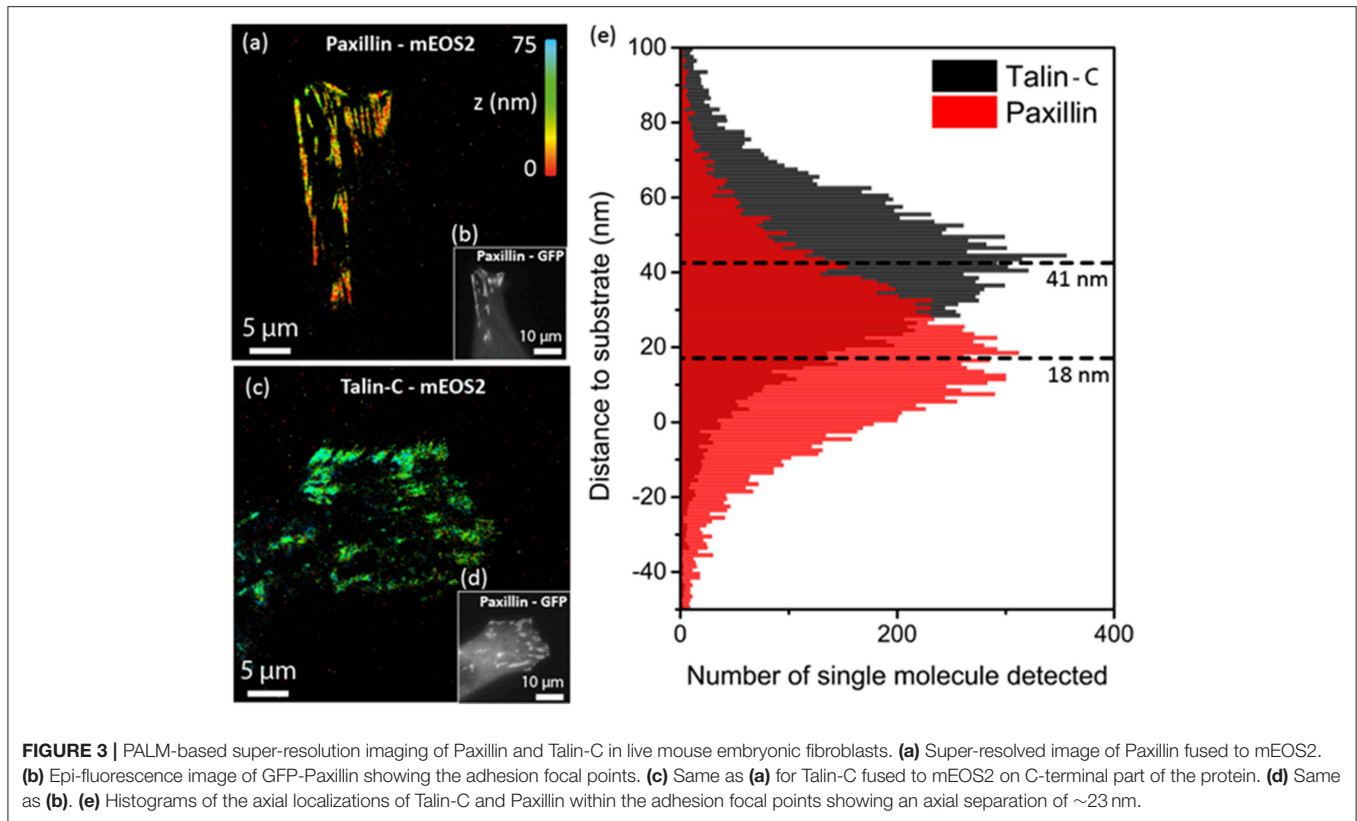 (a)
Paxillin - mEOS2
75
z (nm)
0
5 µm
(b)
Paxillin - GFP
10 µm
(c)
Talin-C - mEOS2
5 µm
(d)
Paxillin - GFP
10 µm
(e)
100
80
60
40
20
0
-20
-40
Distance to substrate (nm)
Talin-C
Paxillin
41 nm
18 nm
0
200
400
Number of single molecule detected
FIGURE 3 | PALM-based super-resolution imaging of Paxillin and Talin-C in live mouse embryonic fibroblasts. (a) Super-resolved image of Paxillin fused to mEOS2.
(b) Epi-fluorescence image of GFP-Paxillin showing the adhesion focal points. (c) Same as (a) for Talin-C fused to mEOS2 on C-terminal part of the protein. (d) Same
as (b). (e) Histograms of the axial localizations of Talin-C and Paxillin within the adhesion focal points showing an axial separation of ∼23 nm.